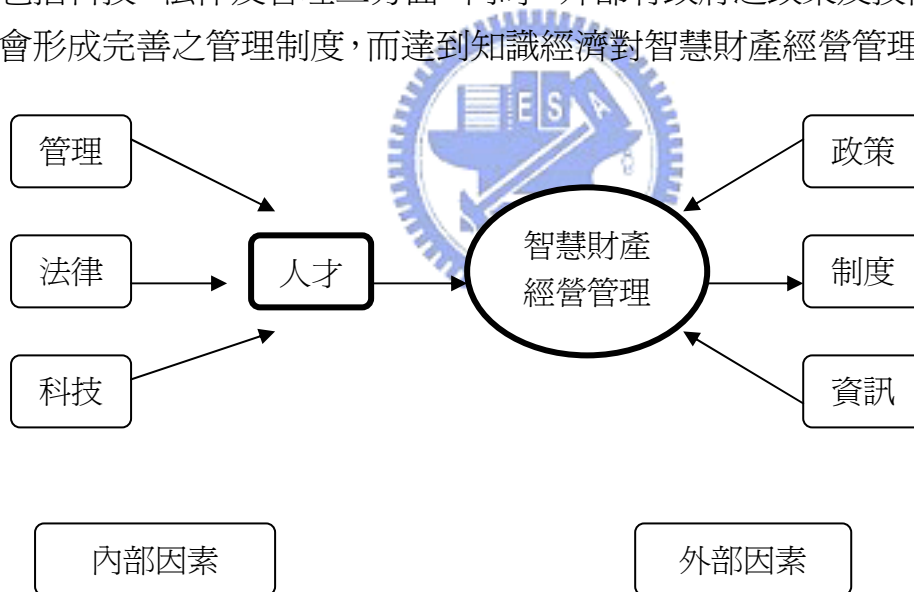 會形成完善之管理制度,而達到知識經濟對智慧財產經營管理
ESA
管理
政策
法律
人才
智慧財產
經營管理
制度
科技
資訊
內部因素
外部因素